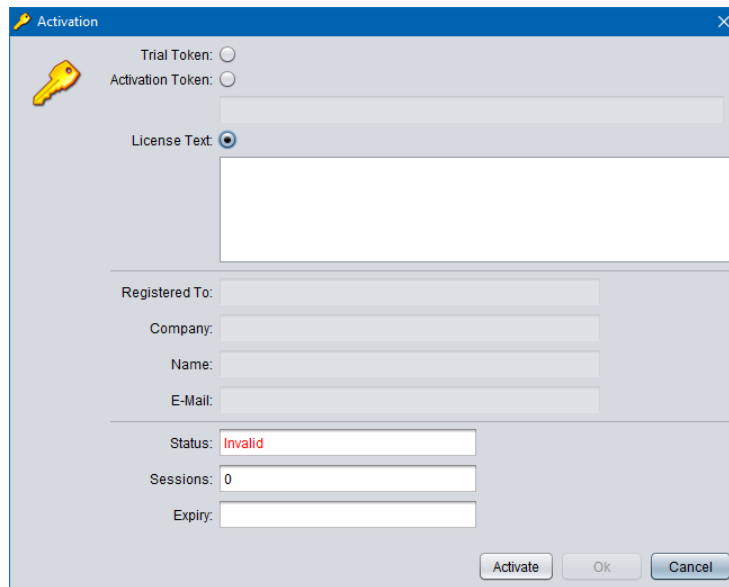 Activation
Trial Token:
Activation Token:
License Text:
Registered To:
Company:
Name:
E-Mail:
Status: Invalid
Sessions: 0
Expiry:
Activate Ok Cancel